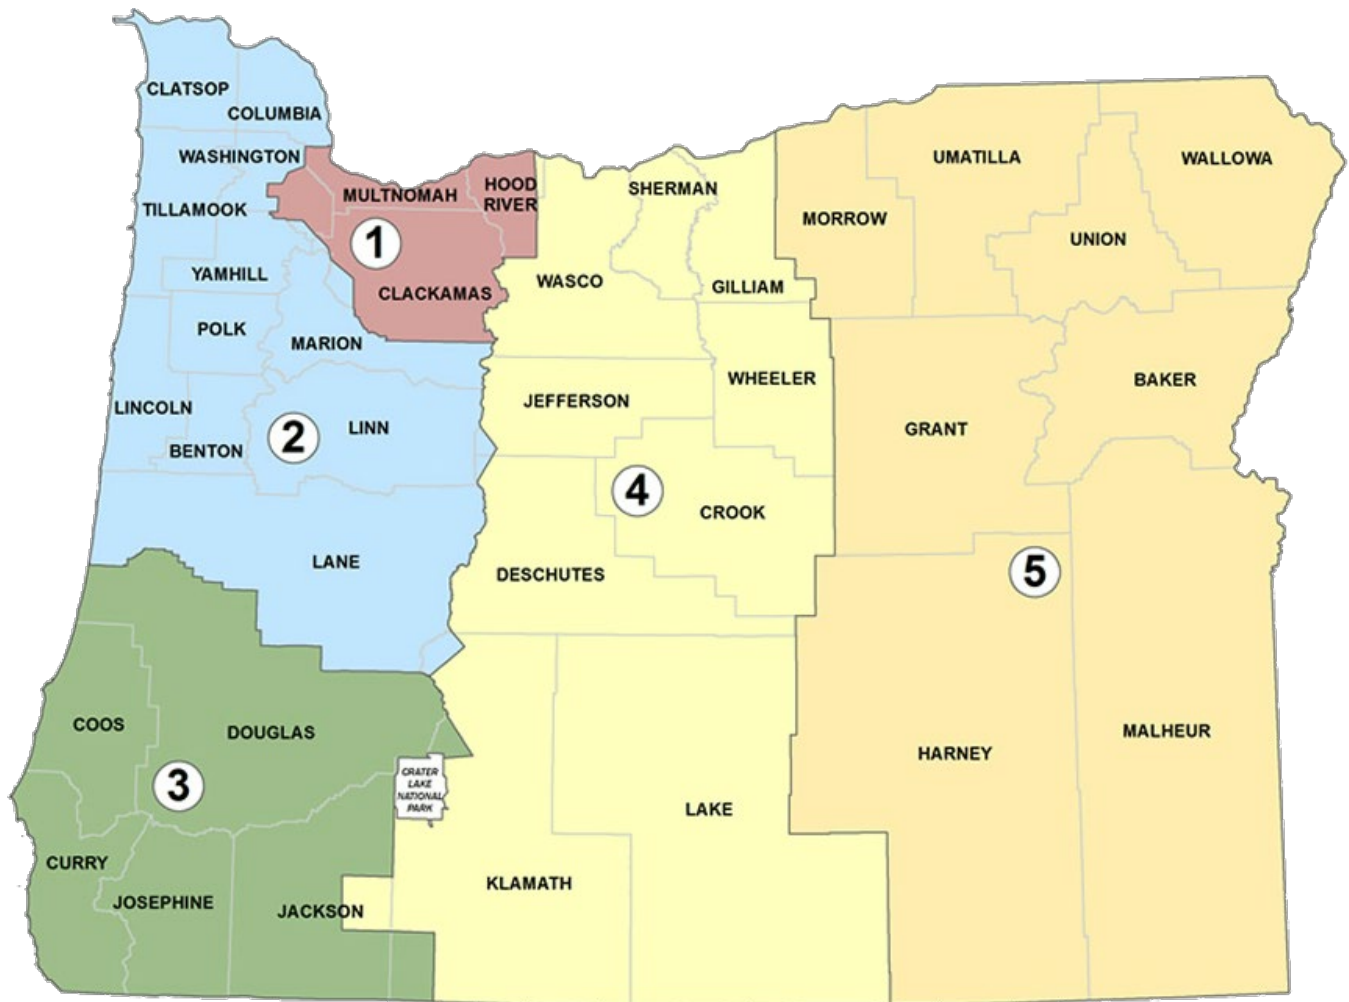 CLATSOP
COLUMBIA
WASHINGTON
TILLAMOOK
MULTNOMAH
HOOD
RIVER
1
CLACKAMAS
YAMHILL
POLK
MARION
LINCOLN
BENTON
2
LINN
LANE
SHERMAN
WASCO
GILLIAM
WHEELER
JEFFERSON
4
CROOK
DESCHUTES
MORROW
UMATILLA
UNION
WALLOWA
BAKER
GRANT
5
HARNEY
MALHEUR
COOS
DOUGLAS
3
CURRY
JOSEPHINE
JACKSON
CRATER
LAKE
NATIONAL
PARK
KLAMATH
LAKE